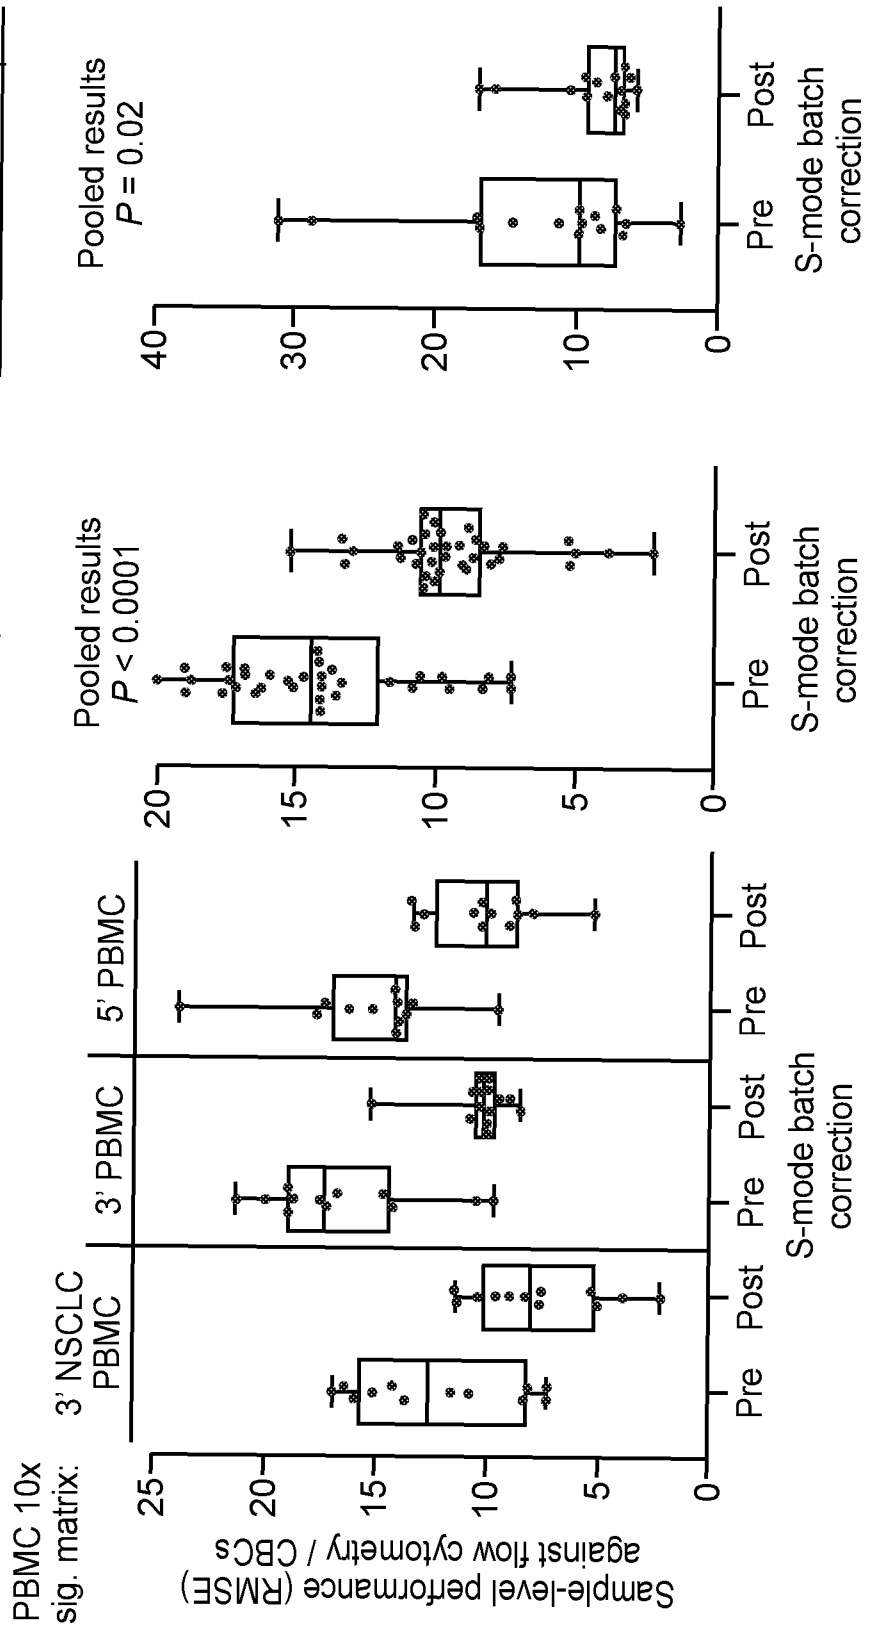 PBMC 10x
sig. matrix:
3' NSCLC
PBMC
3' PBMC
5' PBMC
Sample-level performance (RMSE)
against flow cytometry / CBCs
25
20
15
10
5
0
Pre
Post
Pre
Post
Pre
Post
S-mode batch
correction
Pooled results
P < 0.0001
20
15
10
5
0
Pre
Post
S-mode batch
correction
Pooled results
P = 0.02
40
30
20
10
0
Pre
Post
S-mode batch
correction